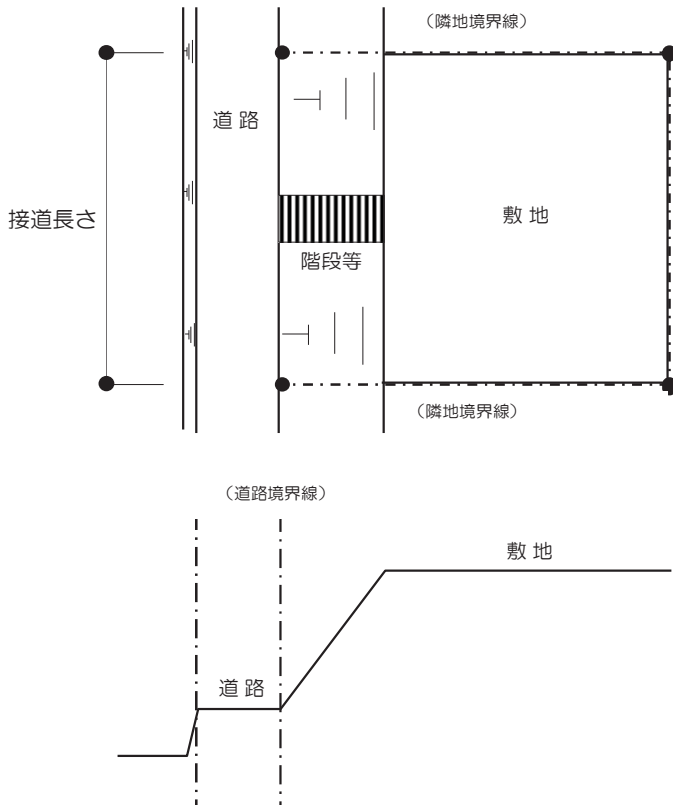 （隣地境界線）
道 路
接道長さ
敷 地
階段等
（隣地境界線）
（道路境界線）
敷 地
道 路